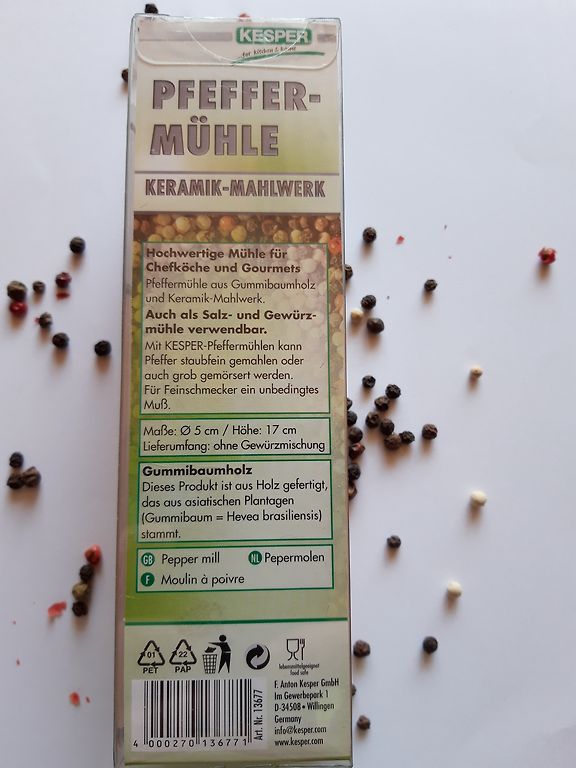 KESPER
for kitchen & home
PFEFFER-
MÜHLE
KERAMIK-MAHLWERK
Hochwertige Mühle für
Chefköche und Gourmets
Pfeffermühle aus Gummibaumholz
und Keramik-Mahlwerk.
Auch als Salz- und Gewürz-
mühle verwendbar.
Mit KESPER-Pfeffermühlen kann
Pfeffer staubfein gemahlen oder
auch grob gemörsert werden.
Für Feinschmecker ein unbedingtes
Muß.
Maße: Ø 5 cm / Höhe: 17 cm
Lieferumfang: ohne Gewürzmischung
Gummibaumholz
Dieses Produkt ist aus Holz gefertigt,
das aus asiatischen Plantagen
(Gummibaum = Hevea brasiliensis)
stammt.
GB Pepper mill NL Pepermolen
F Moulin à poivre
01 22
PET PAP
lebensmittelgeeignet
food safe
4 000270 136771
Art. Nr. 13677
F. Anton Kesper GmbH
Im Gewerbepark 1
D-34508 • Willingen
Germany
info@kesper.com
www.kesper.com